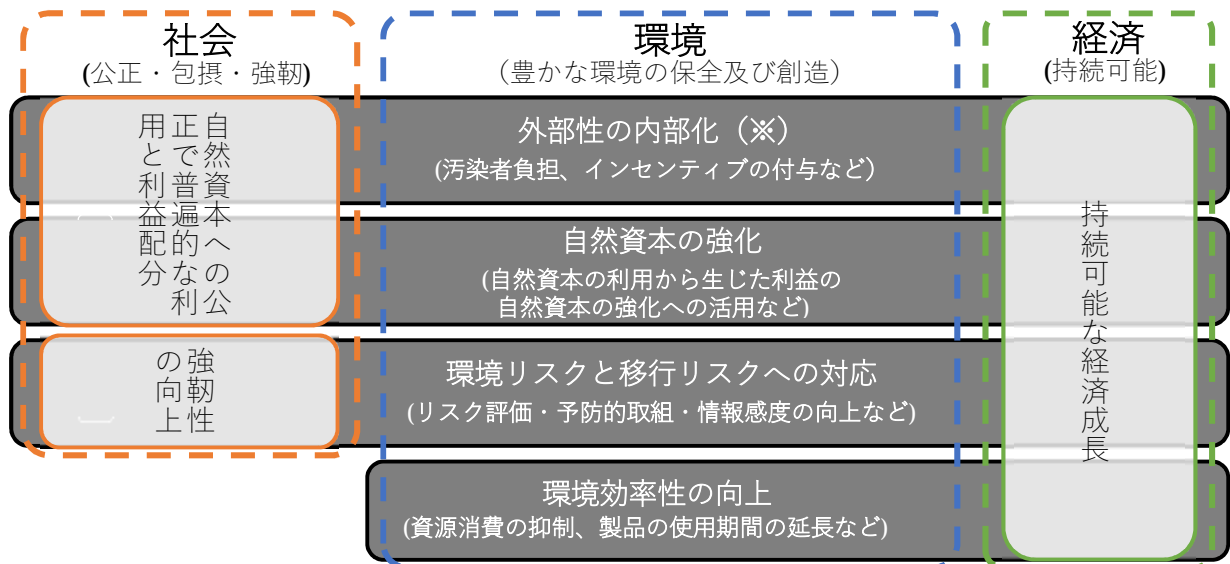 社会
(公正・包摂・強靭)
環境
（豊かな環境の保全及び創造）
経済
(持続可能)
自然資本への公
正で普遍的な利
用と利益配分
外部性の内部化（※）
(汚染者負担、インセンティブの付与など）
自然資本の強化
(自然資本の利用から生じた利益の
自然資本の強化への活用など)
強靭性
の向上
環境リスクと移行リスクへの対応
(リスク評価・予防的取組・情報感度の向上など)
環境効率性の向上
(資源消費の抑制、製品の使用期間の延長など)
持続可能な経済成長